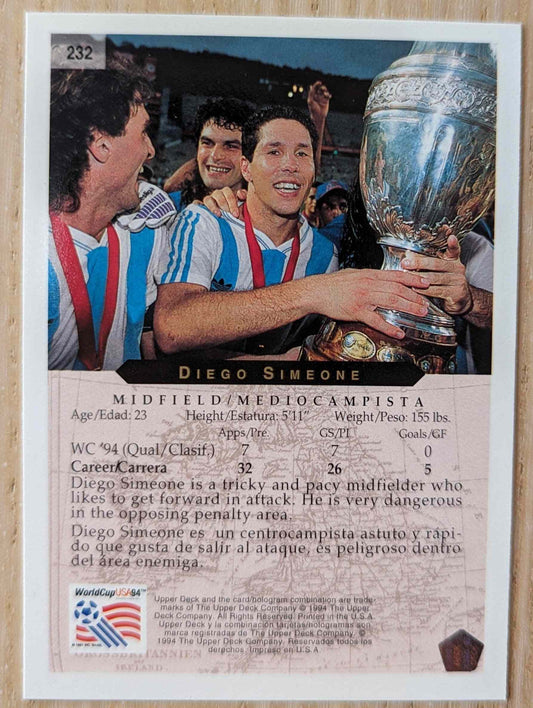 232
DIEGO SIMEONE
MIDFIELD/MEDIOCAMPISTA
Age/Edad: 23 Height/Estatura: 5'11" Weight/Peso: 155 lbs.
Apps/Pre. GS/PI Goals/GF
WC '94 (Qual/Clasif.) 7 7 0
Career/Carrera 32 26 5
Diego Simeone is a tricky and pacy midfielder who
likes to get forward in attack. He is very dangerous
in the opposing penalty area.
Diego Simeone es un centrocampista astuto y rápi-
do que gusta de salir al ataque, es peligroso dentro
del área enemiga.
WorldCupUSA94™
Upper Deck and the card/hologram combination are trade-
marks of The Upper Deck Company © 1994 The Upper
Deck Company. All Rights Reserved. Printed in the U.S.A.
Upper Deck y la combinación tarjetas/hologramas son
marca registradas de The Upper Deck Company. ©
1994 The Upper Deck Company. Reservados todos los
derechos. Impreso en U.S.A.
GROSSBRITANNIEN
IRELAND